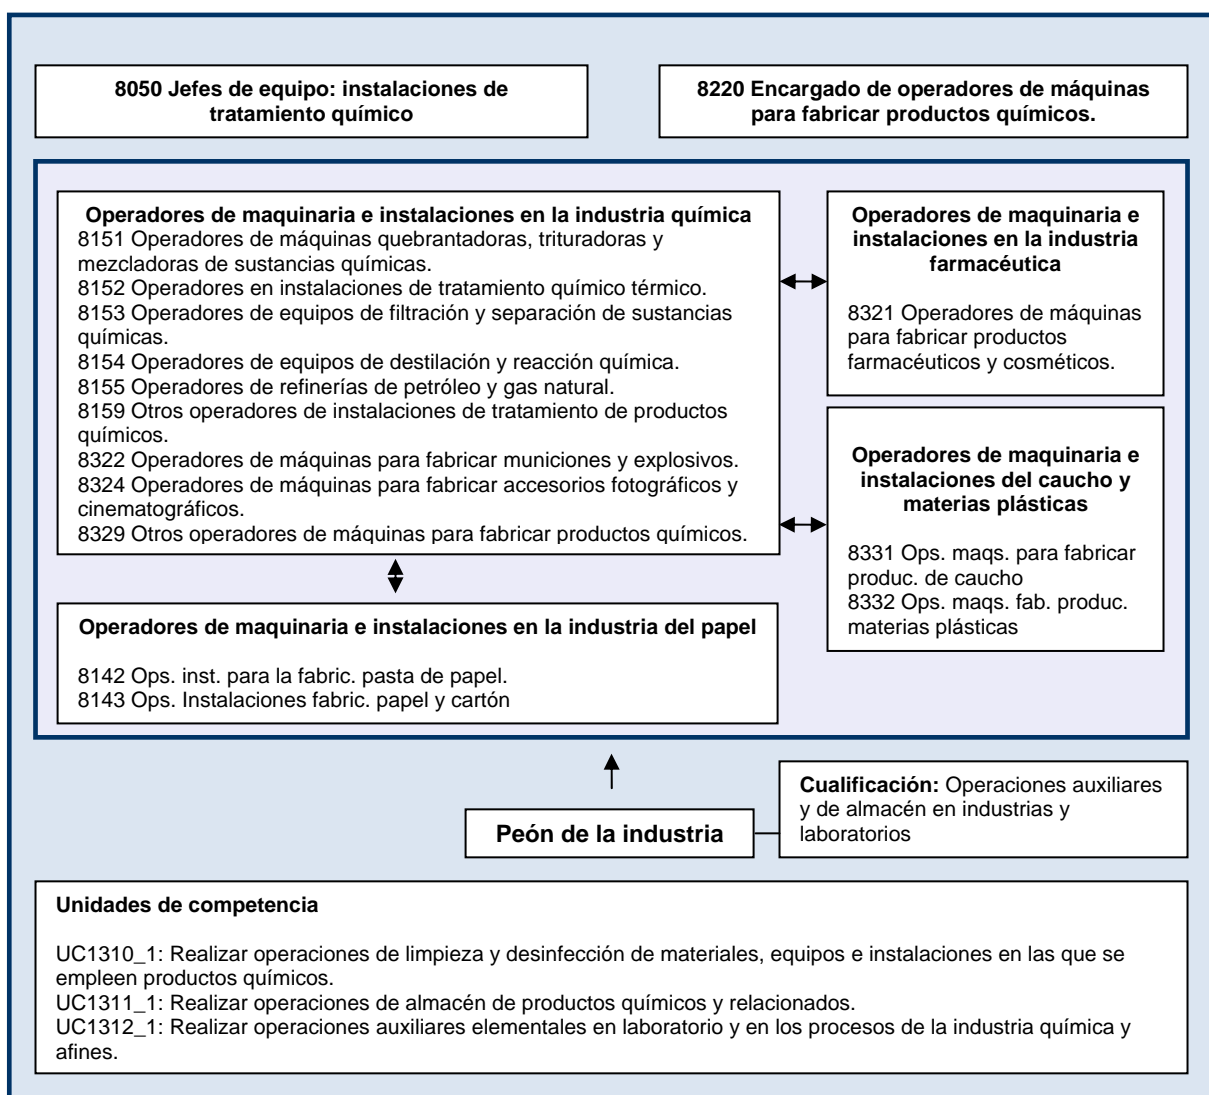 8050 Jefes de equipo: instalaciones de
tratamiento químico
8220 Encargado de operadores de máquinas
para fabricar productos químicos.
Operadores de maquinaria e instalaciones en la industria química
8151 Operadores de máquinas quebrantadoras, trituradoras y
mezcladoras de sustancias químicas.
8152 Operadores en instalaciones de tratamiento químico térmico.
8153 Operadores de equipos de filtración y separación de sustancias
químicas.
8154 Operadores de equipos de destilación y reacción química.
8155 Operadores de refinerías de petróleo y gas natural.
8159 Otros operadores de instalaciones de tratamiento de productos
químicos.
8322 Operadores de máquinas para fabricar municiones y explosivos.
8324 Operadores de máquinas para fabricar accesorios fotográficos y
cinematográficos.
8329 Otros operadores de máquinas para fabricar productos químicos.
Operadores de maquinaria e
instalaciones en la industria
farmacéutica
8321 Operadores de máquinas
para fabricar productos
farmacéuticos y cosméticos.
Operadores de maquinaria e
instalaciones del caucho y
materias plásticas
8331 Ops. maqs. para fabricar
produc. de caucho
8332 Ops. maqs. fab. produc.
materias plásticas
Operadores de maquinaria e instalaciones en la industria del papel
8142 Ops. inst. para la fabric. pasta de papel.
8143 Ops. Instalaciones fabric. papel y cartón
Peón de la industria
Cualificación: Operaciones auxiliares
y de almacén en industrias y
laboratorios
Unidades de competencia
UC1310_1: Realizar operaciones de limpieza y desinfección de materiales, equipos e instalaciones en las que se
empleen productos químicos.
UC1311_1: Realizar operaciones de almacén de productos químicos y relacionados.
UC1312_1: Realizar operaciones auxiliares elementales en laboratorio y en los procesos de la industria química y
afines.